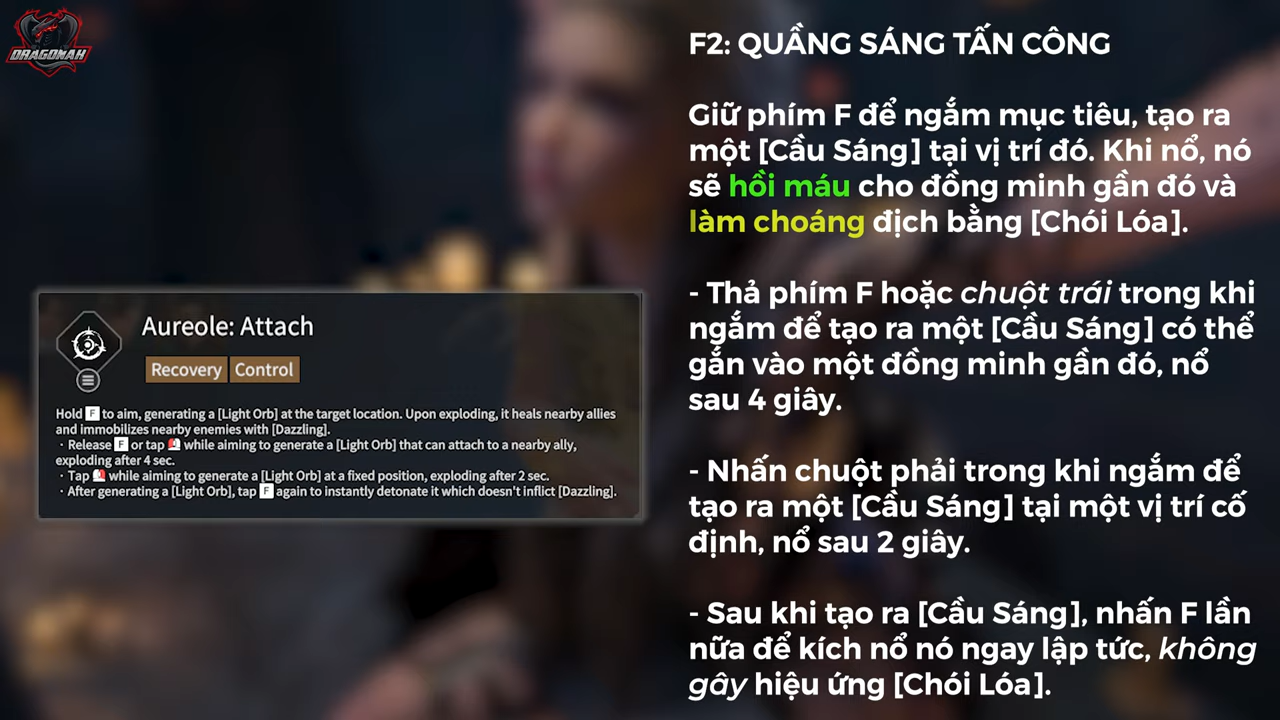 DRAGONAH
F2: QUẦNG SÁNG TẤN CÔNG
Giữ phím F để ngắm mục tiêu, tạo ra
một [Cầu Sáng] tại vị trí đó. Khi nổ, nó
sẽ hồi máu cho đồng minh gần đó và
làm choáng địch bằng [Chói Lóa].
- Thả phím F hoặc chuột trái trong khi
ngắm để tạo ra một [Cầu Sáng] có thể
gắn vào một đồng minh gần đó, nổ
sau 4 giây.
- Nhấn chuột phải trong khi ngắm để
tạo ra một [Cầu Sáng] tại một vị trí cố
định, nổ sau 2 giây.
- Sau khi tạo ra [Cầu Sáng], nhấn F lần
nữa để kích nổ nó ngay lập tức, không
gây hiệu ứng [Chói Lóa].
Aureole: Attach
Recovery Control
Hold F to aim, generating a [Light Orb] at the target location. Upon exploding, it heals nearby allies
and immobilizes nearby enemies with [Dazzling].
· Release F or tap while aiming to generate a [Light Orb] that can attach to a nearby ally,
exploding after 4 sec.
· Tap while aiming to generate a [Light Orb] at a fixed position, exploding after 2 sec.
· After generating a [Light Orb], tap F again to instantly detonate it which doesn't inflict [Dazzling].